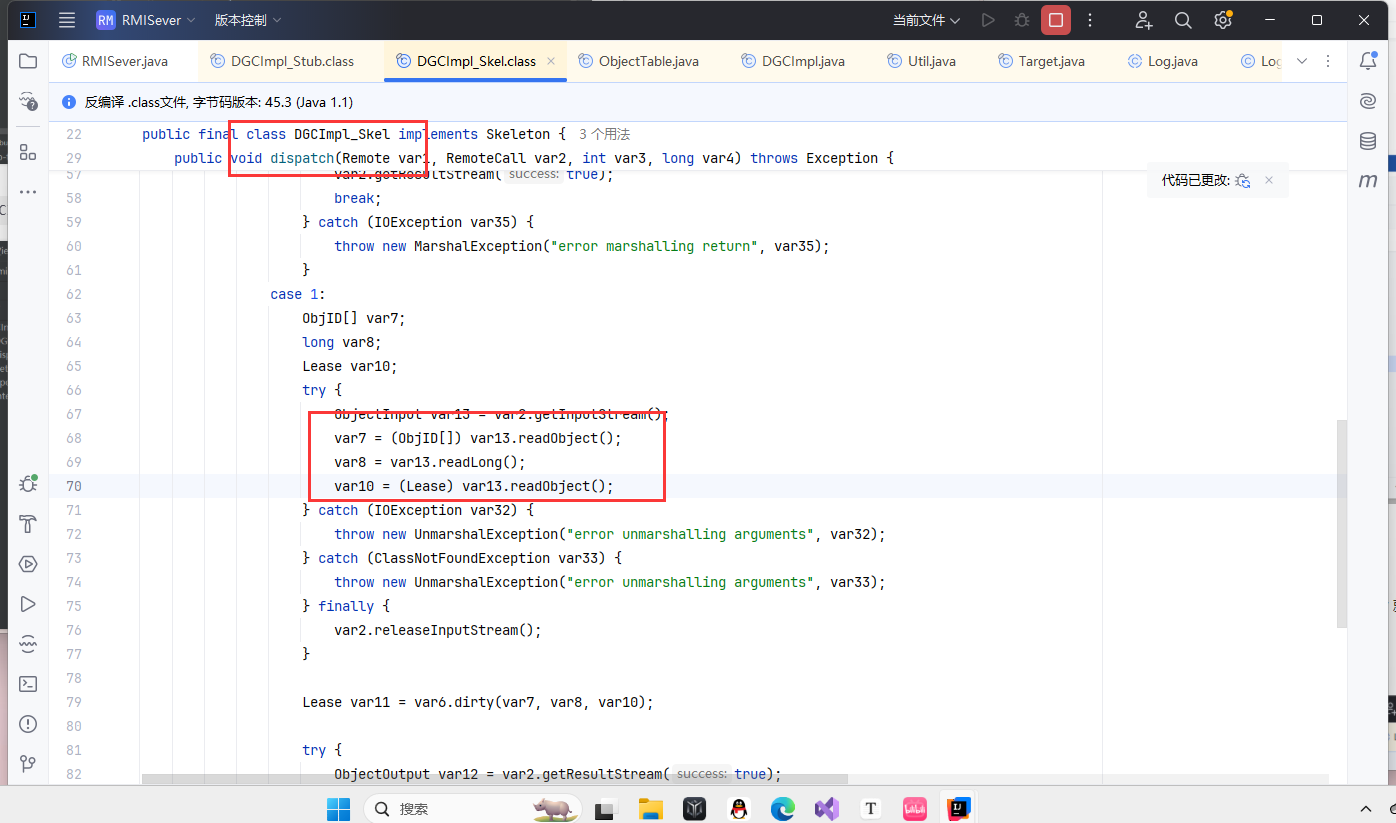 RM RMISever 版本控制 当前文件
RMISever.java DGCImpl_Stub.class DGCImpl_Skel.class ObjectTable.java DGCImpl.java Util.java Target.java Log.java
反编译 .class文件, 字节码版本: 45.3 (Java 1.1)
22 public final class DGCImpl_Skel implements Skeleton { 3 个用法
29 public void dispatch(Remote var1, RemoteCall var2, int var3, long var4) throws Exception {
57 var2.getResultStream( success: true);
代码已更改:
58 break;
59 } catch (IOException var35) {
60 throw new MarshalException("error marshalling return", var35);
61 }
62 case 1:
63 ObjID[] var7;
64 long var8;
65 Lease var10;
66 try {
67 ObjectInput var13 = var2.getInputStream();
68 var7 = (ObjID[]) var13.readObject();
69 var8 = var13.readLong();
70 var10 = (Lease) var13.readObject();
71 } catch (IOException var32) {
72 throw new UnmarshalException("error unmarshalling arguments", var32);
73 } catch (ClassNotFoundException var33) {
74 throw new UnmarshalException("error unmarshalling arguments", var33);
75 } finally {
76 var2.releaseInputStream();
77 }
78
79 Lease var11 = var6.dirty(var7, var8, var10);
80
81 try {
82 ObjectOutput var12 = var2.getResultStream( success: true);
搜索